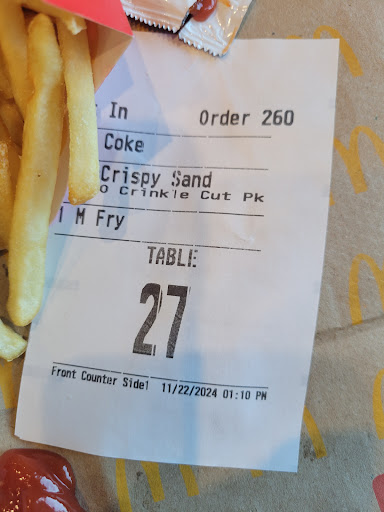 In Order 260
Coke
Crispy Sand
O Crinkle Cut Pk
1 M Fry
TABLE
27
Front Counter Side1 11/22/2024 01:10 PM